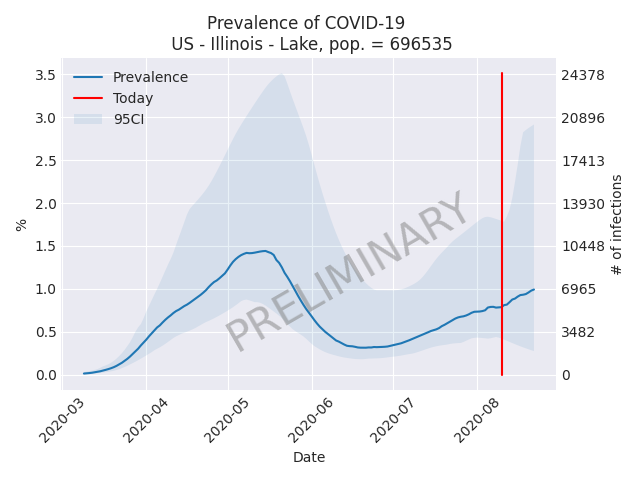 Prevalence of COVID-19
US - Illinois - Lake, pop. = 696535
Prevalence
Today
95CI
PRELIMINARY
3.5
3.0
2.5
2.0
1.5
1.0
0.5
0.0
%
24378
20896
17413
13930
10448
6965
3482
0
# of infections
2020-03
2020-04
2020-05
2020-06
2020-07
2020-08
Date